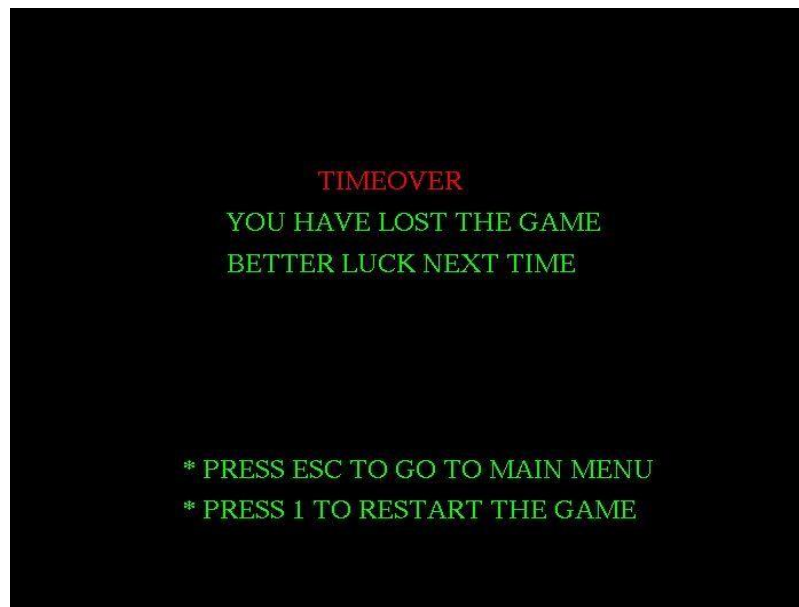 TIMEOVER
YOU HAVE LOST THE GAME
BETTER LUCK NEXT TIME
* PRESS ESC TO GO TO MAIN MENU
* PRESS 1 TO RESTART THE GAME